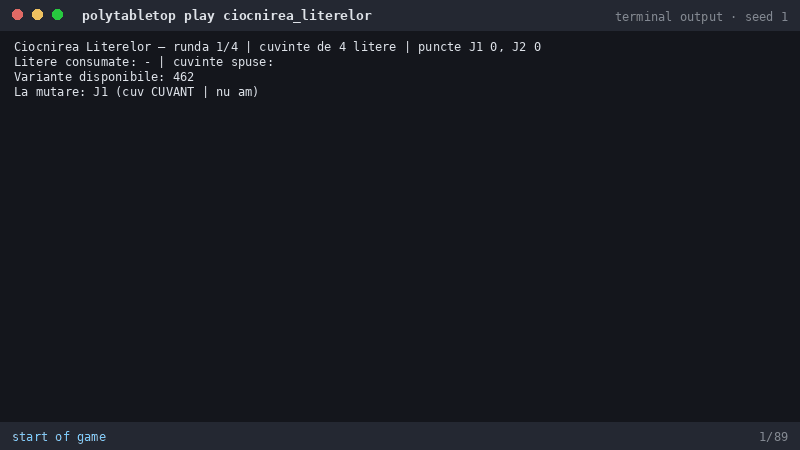 polytabletop play ciocnirea_literelor
terminal output · seed 1
Ciocnirea Literelor — runda 1/4 | cuvinte de 4 litere | puncte J1 0, J2 0
Litere consumate: - | cuvinte spuse:
Variante disponibile: 462
La mutare: J1 (cuv CUVANT | nu am)
start of game
1/89